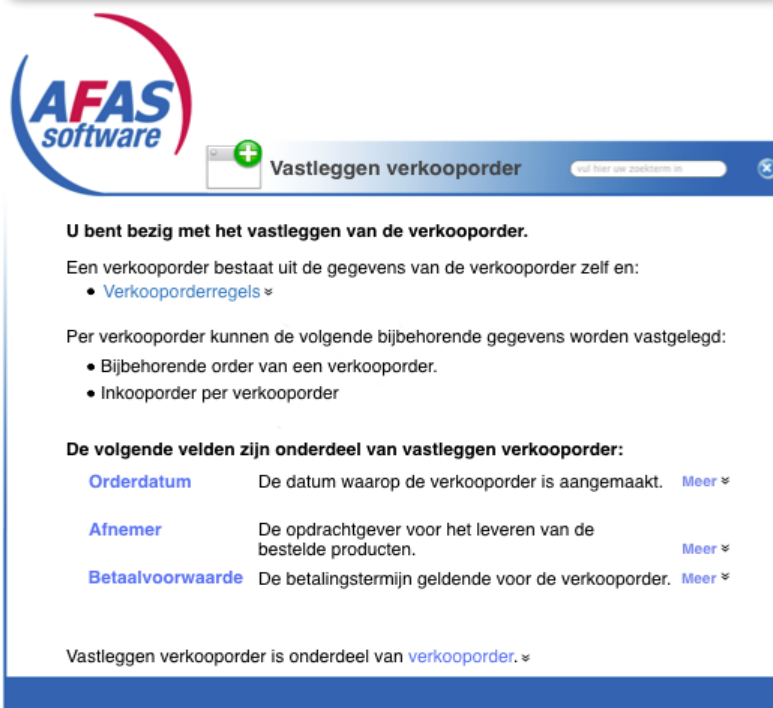 AFAS
software
Vastleggen verkooporder
vul hier uw zoekterm in
U bent bezig met het vastleggen van de verkooporder.
Een verkooporder bestaat uit de gegevens van de verkooporder zelf en:
• Verkooporderregels
Per verkooporder kunnen de volgende bijbehorende gegevens worden vastgelegd:
• Bijbehorende order van een verkooporder.
• Inkooporder per verkooporder
De volgende velden zijn onderdeel van vastleggen verkooporder:
Orderdatum De datum waarop de verkooporder is aangemaakt. Meer
Afnemer De opdrachtgever voor het leveren van de
bestelde producten. Meer
Betaalvoorwaarde De betalingstermijn geldende voor de verkooporder. Meer
Vastleggen verkooporder is onderdeel van verkooporder.